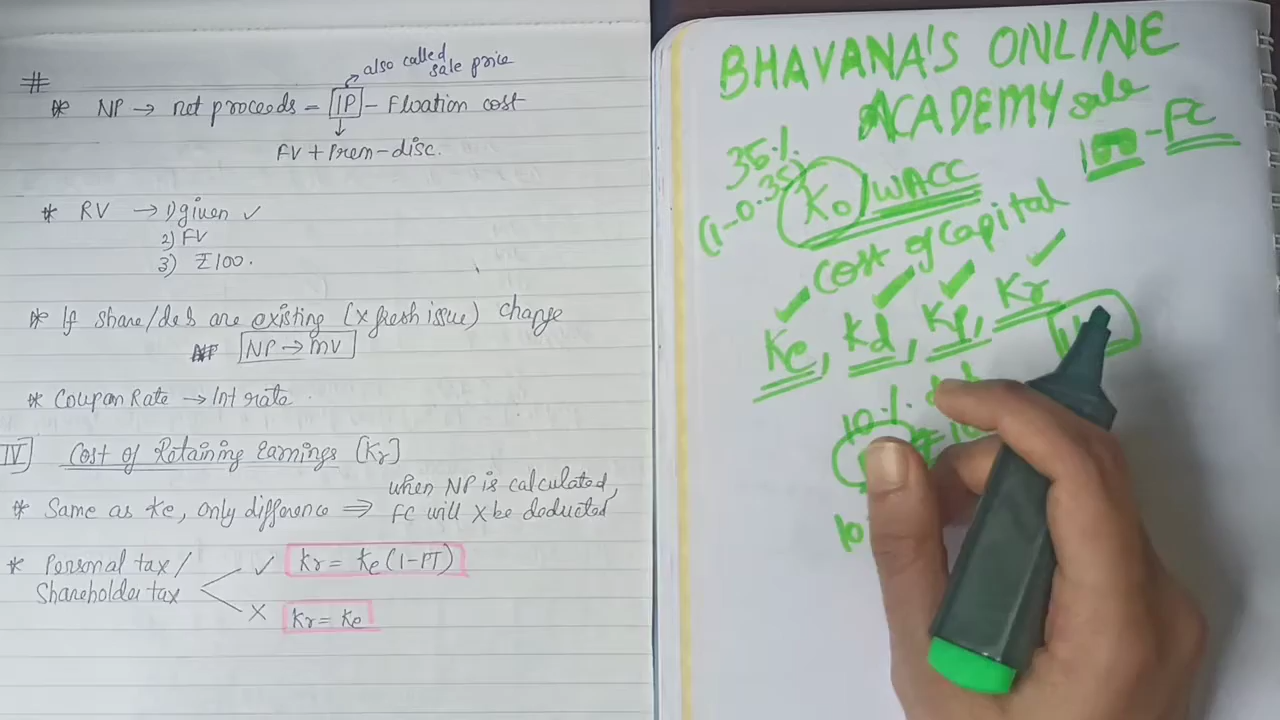 #
also called
sale price
* NP → net proceeds = IP - Floation cost
FV + Prem - disc.
* RV → 1) given ✓
2) FV
3) ₹100.
* If share/deb are existing (x fresh issue) change
NP → MV
* Coupon Rate → Int rate.
IV] Cost of Retaining Earnings [Kr]
* Same as Ke, only difference ⇒ when NP is calculated,
FC will x be deducted
* Personal tax / ✓ Kr = Ke (1-PT)
Shareholder tax x Kr = Ke
BHAVANA'S ONLINE
ACADEMY
sale
100 - FC
35%
(1-0.35)
Ko WACC
Cost of Capital
Ke, Kd, Kp, Kr
10%
10